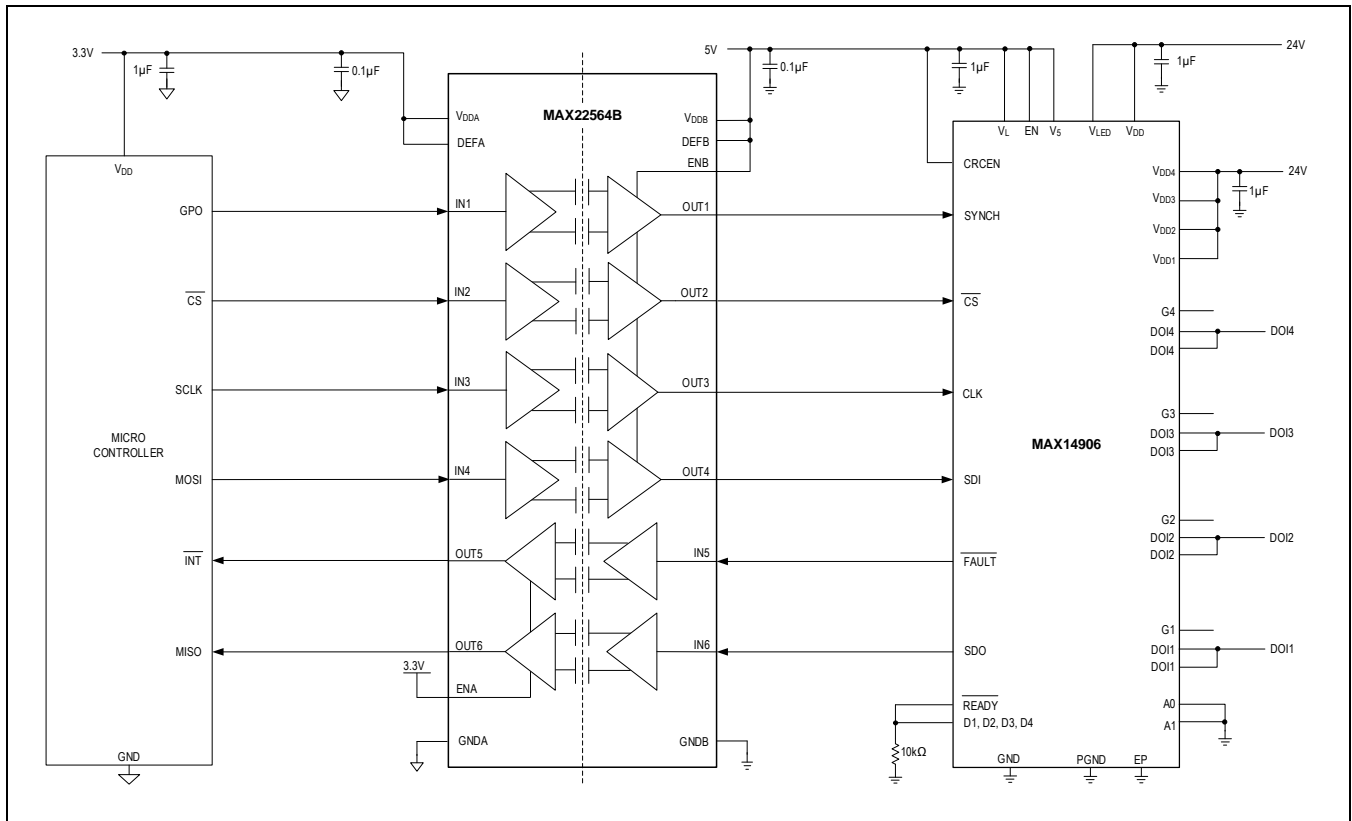 3.3V
1µF
0.1µF
5V
0.1µF
1µF
1µF
24V
MICRO
CONTROLLER
VDD
GPO
CS
SCLK
MOSI
INT
MISO
GND
MAX22564B
VDDA
DEFA
VDDB
DEFB
ENB
IN1
OUT1
IN2
OUT2
IN3
OUT3
IN4
OUT4
OUT5
IN5
OUT6
IN6
3.3V
ENA
GNDA
GNDB
MAX14906
VL
EN
V5
VLED
VDD
CRCEN
SYNCH
CS
CLK
SDI
FAULT
SDO
READY
D1, D2, D3, D4
10kΩ
GND
PGND
EP
VDD4
24V
1µF
VDD3
VDD2
VDD1
G4
DOI4
DOI4
DOI4
G3
DOI3
DOI3
DOI3
G2
DOI2
DOI2
DOI2
G1
DOI1
DOI1
DOI1
A0
A1